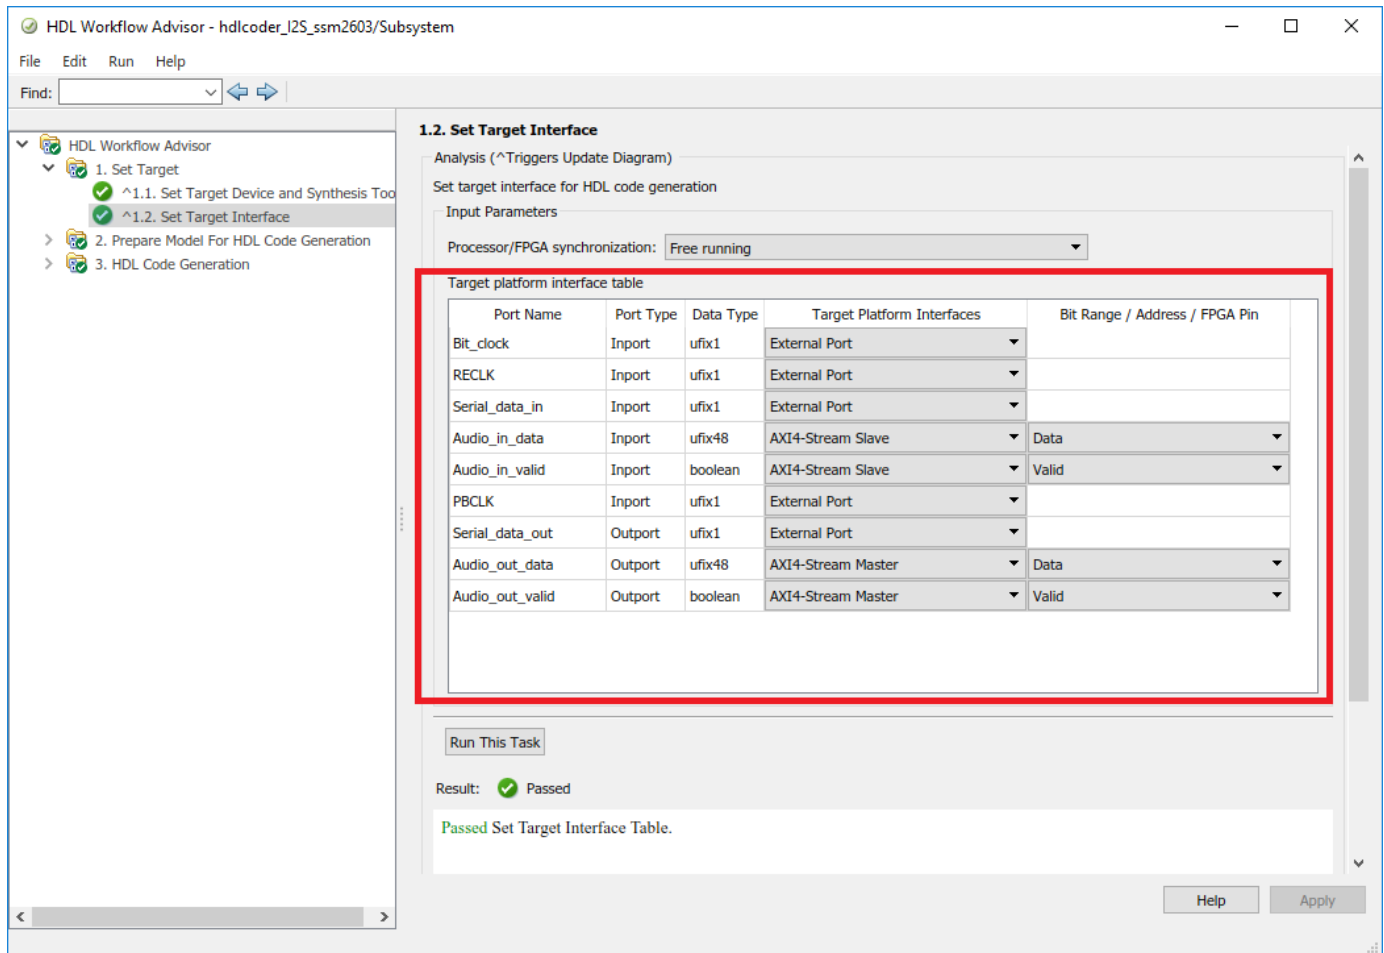 HDL Workflow Advisor - hdlcoder_I2S_ssm2603/Subsystem
File Edit Run Help
Find:
HDL Workflow Advisor
1. Set Target
^1.1. Set Target Device and Synthesis Too
^1.2. Set Target Interface
2. Prepare Model For HDL Code Generation
3. HDL Code Generation
1.2. Set Target Interface
Analysis (^Triggers Update Diagram)
Set target interface for HDL code generation
Input Parameters
Processor/FPGA synchronization: Free running
Target platform interface table
Port Name Port Type Data Type Target Platform Interfaces Bit Range / Address / FPGA Pin
Bit_clock Inport ufix1 External Port
RECLK Inport ufix1 External Port
Serial_data_in Inport ufix1 External Port
Audio_in_data Inport ufix48 AXI4-Stream Slave Data
Audio_in_valid Inport boolean AXI4-Stream Slave Valid
PBCLK Inport ufix1 External Port
Serial_data_out Outport ufix1 External Port
Audio_out_data Outport ufix48 AXI4-Stream Master Data
Audio_out_valid Outport boolean AXI4-Stream Master Valid
Run This Task
Result: Passed
Passed Set Target Interface Table.
Help Apply